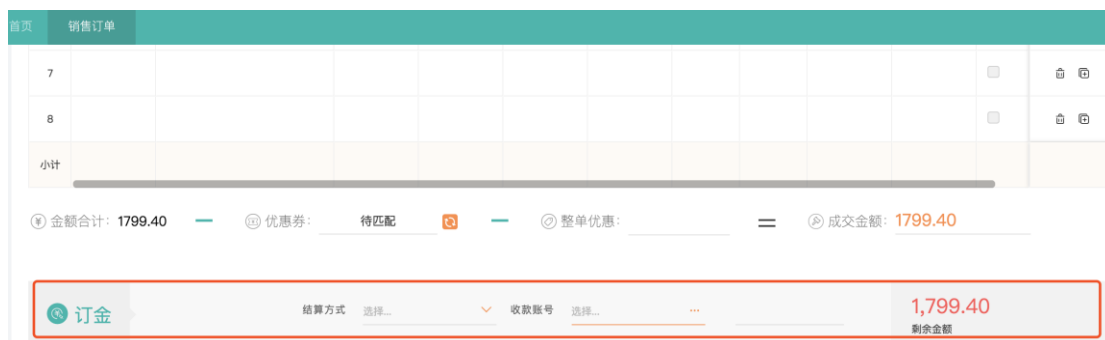 首页 销售订单
7
8
小计
金额合计: 1799.40 — 优惠券: 待匹配 — 整单优惠: = 成交金额: 1799.40
订金 结算方式 选择... 收款账号 选择... ... 1,799.40
剩余金额